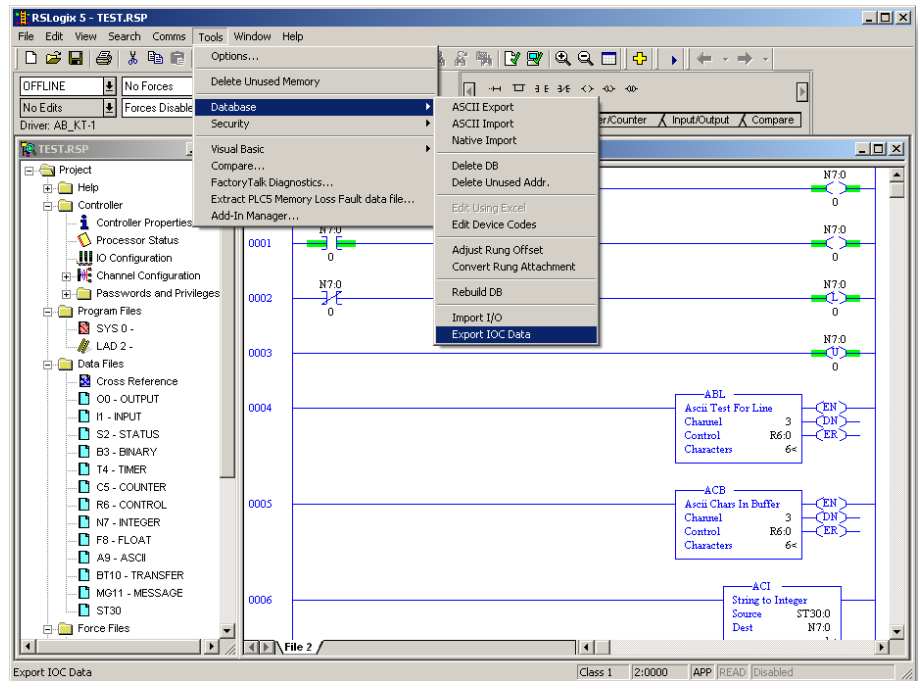 RSLogix 5 - TEST.RSP
File Edit View Search Comms Tools Window Help
OFFLINE No Forces
No Edits Forces Disable
Driver: AB_KT-1
Options...
Delete Unused Memory
Database
Security
Visual Basic
Compare...
FactoryTalk Diagnostics...
Extract PLC5 Memory Loss Fault data file...
Add-In Manager...
ASCII Export
ASCII Import
Native Import
Delete DB
Delete Unused Addr.
Edit Using Excel
Edit Device Codes
Adjust Rung Offset
Convert Rung Attachment
Rebuild DB
Import I/O
Export IOC Data
er/Counter Input/Output Compare
TEST.RSP
Project
Help
Controller
Controller Properties
Processor Status
IO Configuration
Channel Configuration
Passwords and Privileges
Program Files
SYS 0 -
LAD 2 -
Data Files
Cross Reference
O0 - OUTPUT
I1 - INPUT
S2 - STATUS
B3 - BINARY
T4 - TIMER
C5 - COUNTER
R6 - CONTROL
N7 - INTEGER
F8 - FLOAT
A9 - ASCII
BT10 - TRANSFER
MG11 - MESSAGE
ST30
Force Files
N7:0
0
0001
N7:0
0
N7:0
0
0002
N7:0
0
N7:0
L
0
0003
N7:0
U
0
0004
ABL
Ascii Test For Line
Channel 3
Control R6:0
Characters 6<
EN
DN
ER
0005
ACB
Ascii Chars In Buffer
Channel 3
Control R6:0
Characters 6<
EN
DN
ER
0006
ACI
String to Integer
Source ST30:0
Dest N7:0
File 2
Export IOC Data
Class 1 2:0000 APP READ Disabled